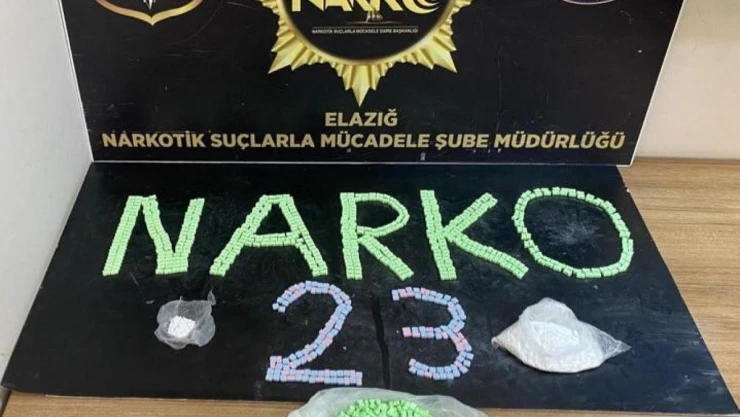 NARKO
NARKOTİK SUÇLARLA MÜCADELE DAİRE BAŞKANLIĞI
ELAZIĞ
NARKOTİK SUÇLARLA MÜCADELE ŞUBE MÜDÜRLÜĞÜ
NARKO
23